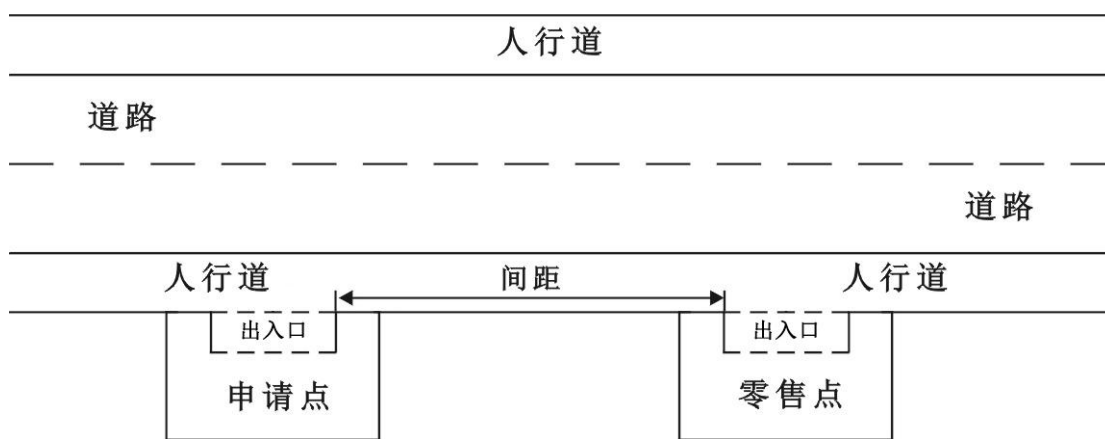 人行道
道路
道路
人行道 间距 人行道
出入口 出入口
申请点 零售点